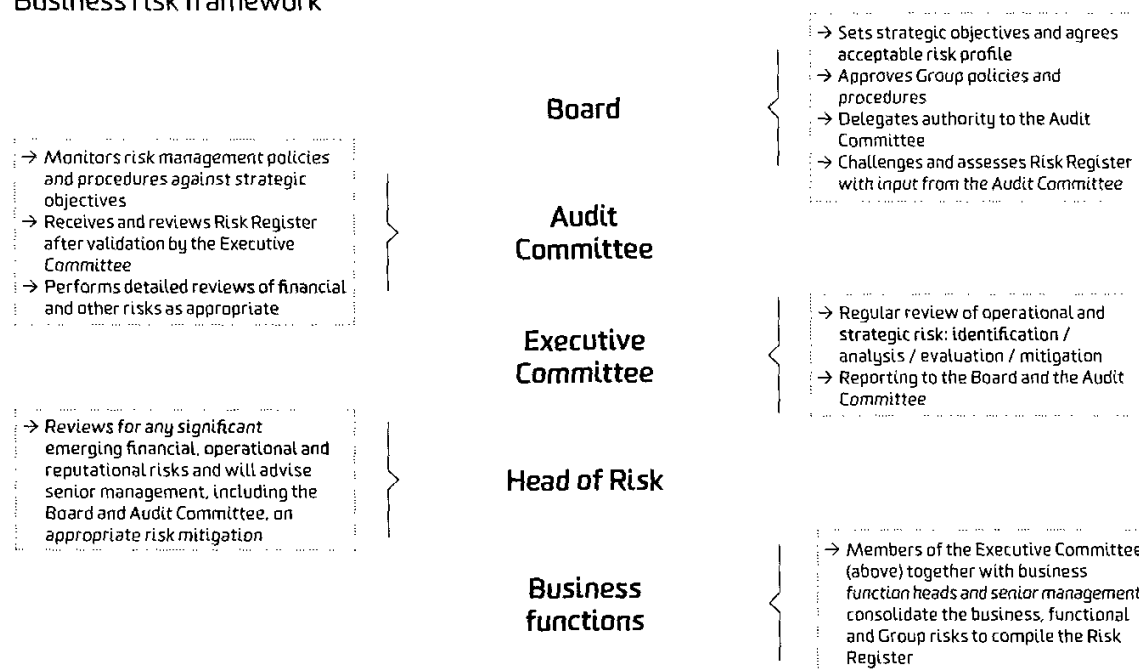 Business risk framework
Board
→ Sets strategic objectives and agrees
acceptable risk profile
→ Approves Group policies and
procedures
→ Delegates authority to the Audit
Committee
→ Challenges and assesses Risk Register
with input from the Audit Committee
→ Monitors risk management policies
and procedures against strategic
objectives
→ Receives and reviews Risk Register
after validation by the Executive
Committee
→ Performs detailed reviews of financial
and other risks as appropriate
Audit
Committee
Executive
Committee
→ Regular review of operational and
strategic risk: identification /
analysis / evaluation / mitigation
→ Reporting to the Board and the Audit
Committee
→ Reviews for any significant
emerging financial, operational and
reputational risks and will advise
senior management, including the
Board and Audit Committee, on
appropriate risk mitigation
Head of Risk
Business
functions
→ Members of the Executive Committee
(above) together with business
function heads and senior management
consolidate the business, functional
and Group risks to compile the Risk
Register